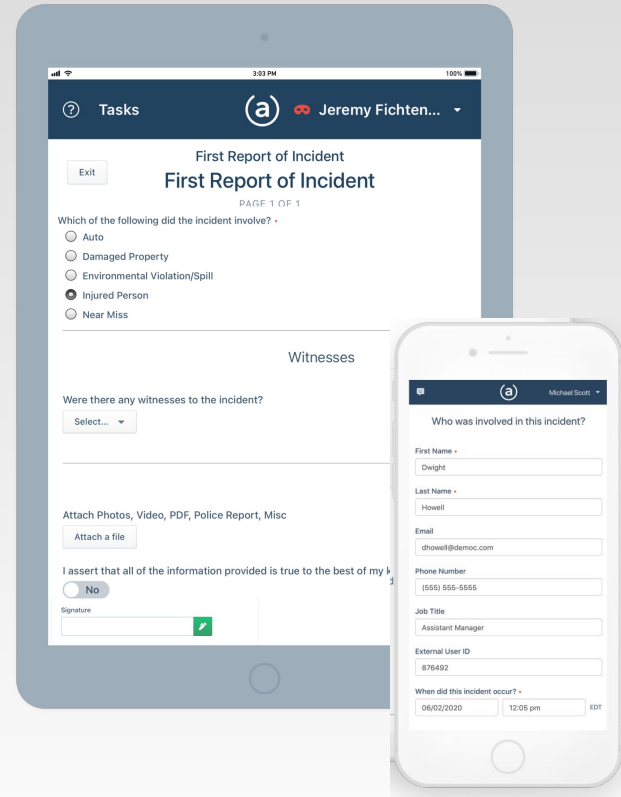 3:03 PM
100%
? Tasks
(a)
Jeremy Fichten...
Exit
First Report of Incident
First Report of Incident
PAGE 1 OF 1
Which of the following did the incident involve?
Auto
Damaged Property
Environmental Violation/Spill
Injured Person
Near Miss
Witnesses
Were there any witnesses to the incident?
Select...
Attach Photos, Video, PDF, Police Report, Misc
Attach a file
I assert that all of the information provided is true to the best of my
No
Signature
(a)
Michael Scott
Who was involved in this incident?
First Name
Dwight
Last Name
Howell
Email
dhowell@democ.com
Phone Number
(555) 555-5555
Job Title
Assistant Manager
External User ID
876492
When did this incident occur?
06/02/2020 12:05 pm EDT